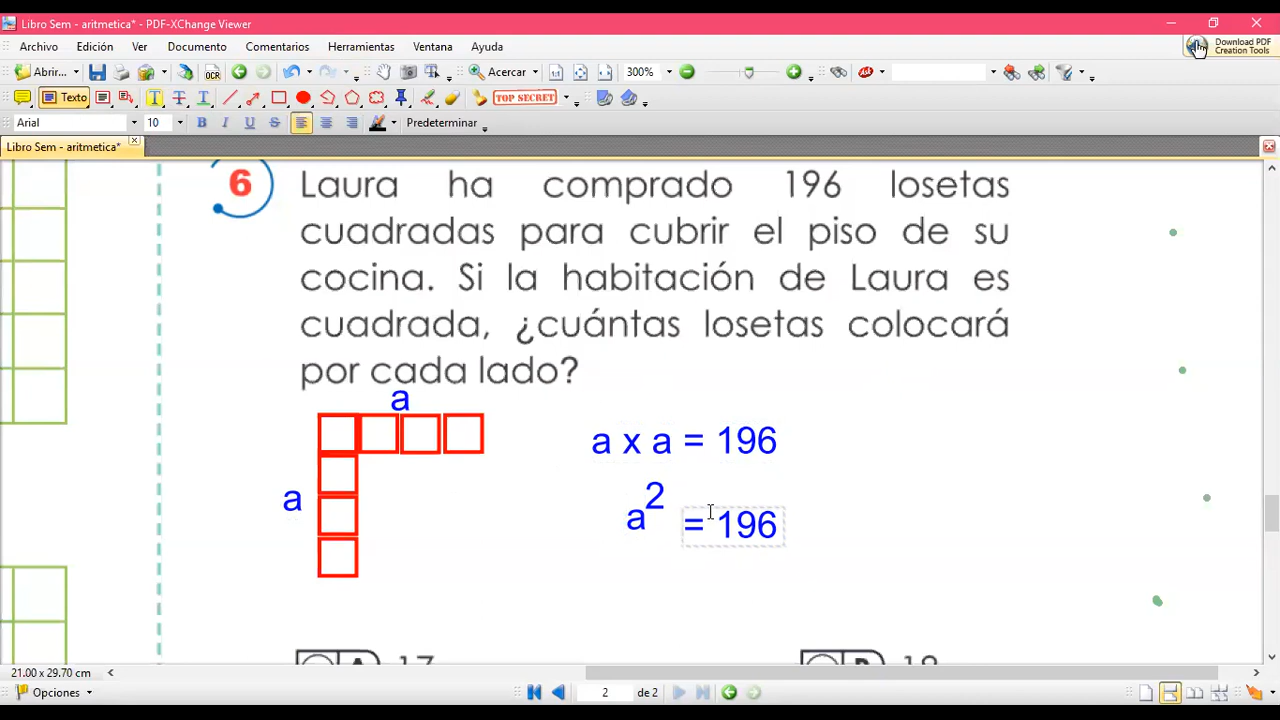 Libro Sem - aritmetica* - PDF-XChange Viewer
Archivo Edición Ver Documento Comentarios Herramientas Ventana Ayuda
Download PDF
Creation Tools
Abrir... OCR Acercar 300%
Texto TOP SECRET
Arial 10 B I U S Predeterminar
Libro Sem - aritmetica*
6 Laura ha comprado 196 losetas
cuadradas para cubrir el piso de su
cocina. Si la habitación de Laura es
cuadrada, ¿cuántas losetas colocará
por cada lado?
a
a x a = 196
a
a2 = 196
A 17
21.00 x 29.70 cm
Opciones 2 de 2